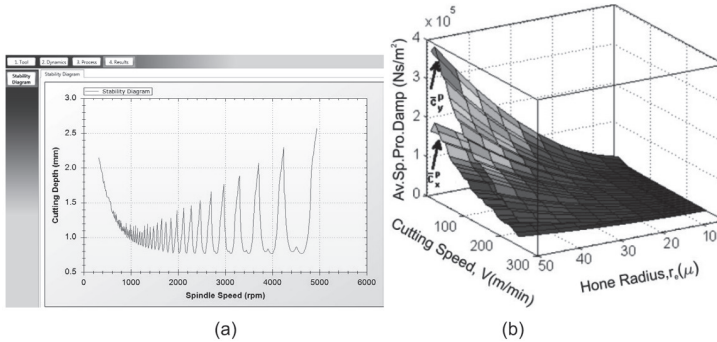 1. Tool
2. Dynamics
3. Process
4. Results
Stability
Diagram
Stability Diagram
Stability Diagram
3.0
2.5
2.0
1.5
1.0
0.5
Cutting Depth (mm)
0
1000
2000
3000
4000
5000
6000
Spindle Speed (rpm)
(a)
× 10⁵
4
3
2
1
0
Av.Sp.Pro.Damp (Ns/m²)
c̄ᵖy
c̄ᵖx
100
200
300
Cutting Speed, V(m/min)
50
40
30
20
10
Hone Radius,rₑ(μ)
(b)